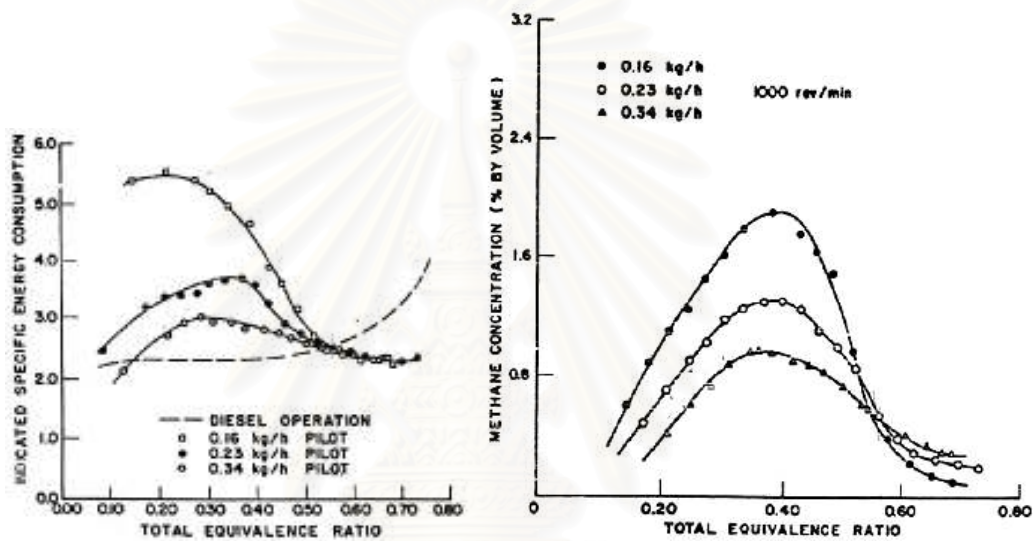 INDICATED SPECIFIC ENERGY CONSUMPTION
6.0
5.0
4.0
3.0
2.0
1.0
0.0
0.00 0.10 0.20 0.30 0.40 0.50 0.60 0.70 0.80
TOTAL EQUIVALENCE RATIO
DIESEL OPERATION
0.16 kg/h PILOT
0.23 kg/h PILOT
0.34 kg/h PILOT
METHANE CONCENTRATION (% BY VOLUME)
3.2
2.4
1.6
0.8
0 0.20 0.40 0.60 0.80
TOTAL EQUIVALENCE RATIO
0.16 kg/h
0.23 kg/h
0.34 kg/h
1000 rev/min